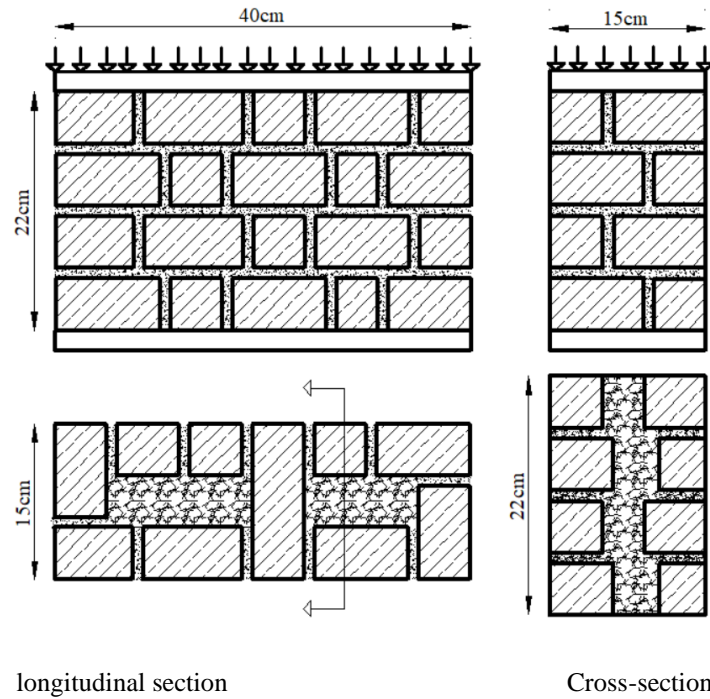 40cm
15cm
22cm
15cm
22cm
longitudinal section
Cross-section